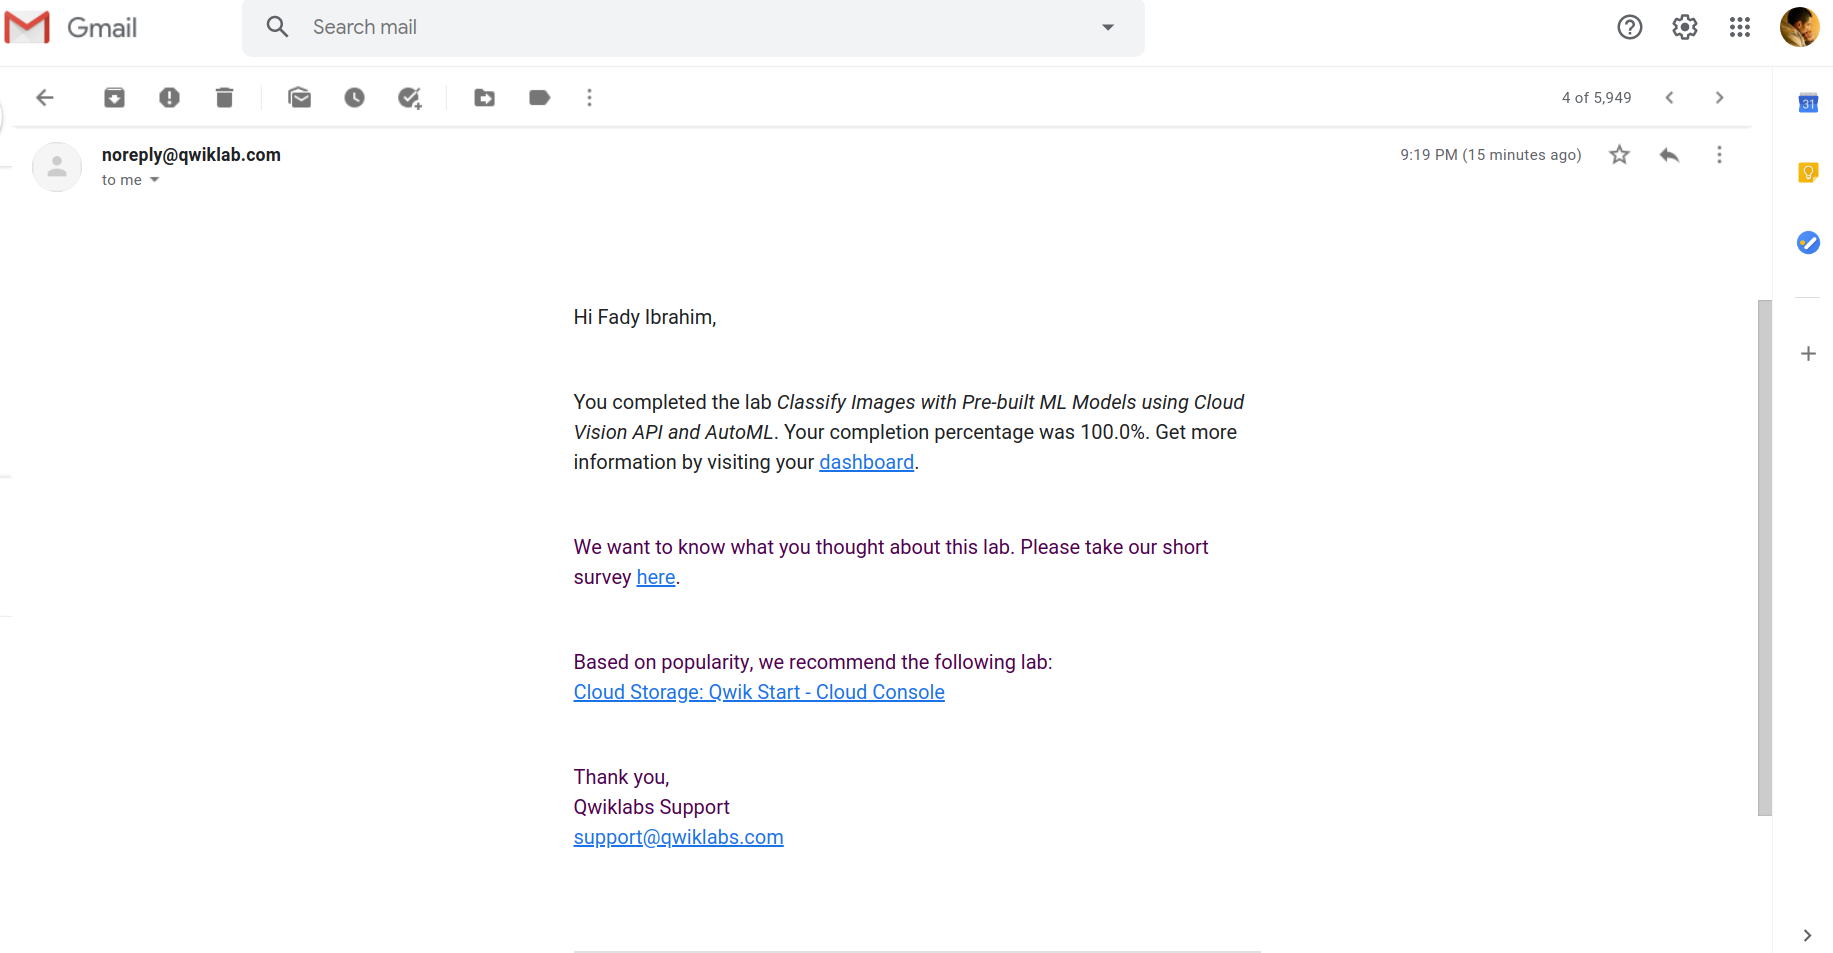 Gmail
Search mail
4 of 5,949
31
noreply@qwiklab.com
9:19 PM (15 minutes ago)
to me
Hi Fady Ibrahim,
You completed the lab Classify Images with Pre-built ML Models using Cloud
Vision API and AutoML. Your completion percentage was 100.0%. Get more
information by visiting your dashboard.
We want to know what you thought about this lab. Please take our short
survey here.
Based on popularity, we recommend the following lab:
Cloud Storage: Qwik Start - Cloud Console
Thank you,
Qwiklabs Support
support@qwiklabs.com